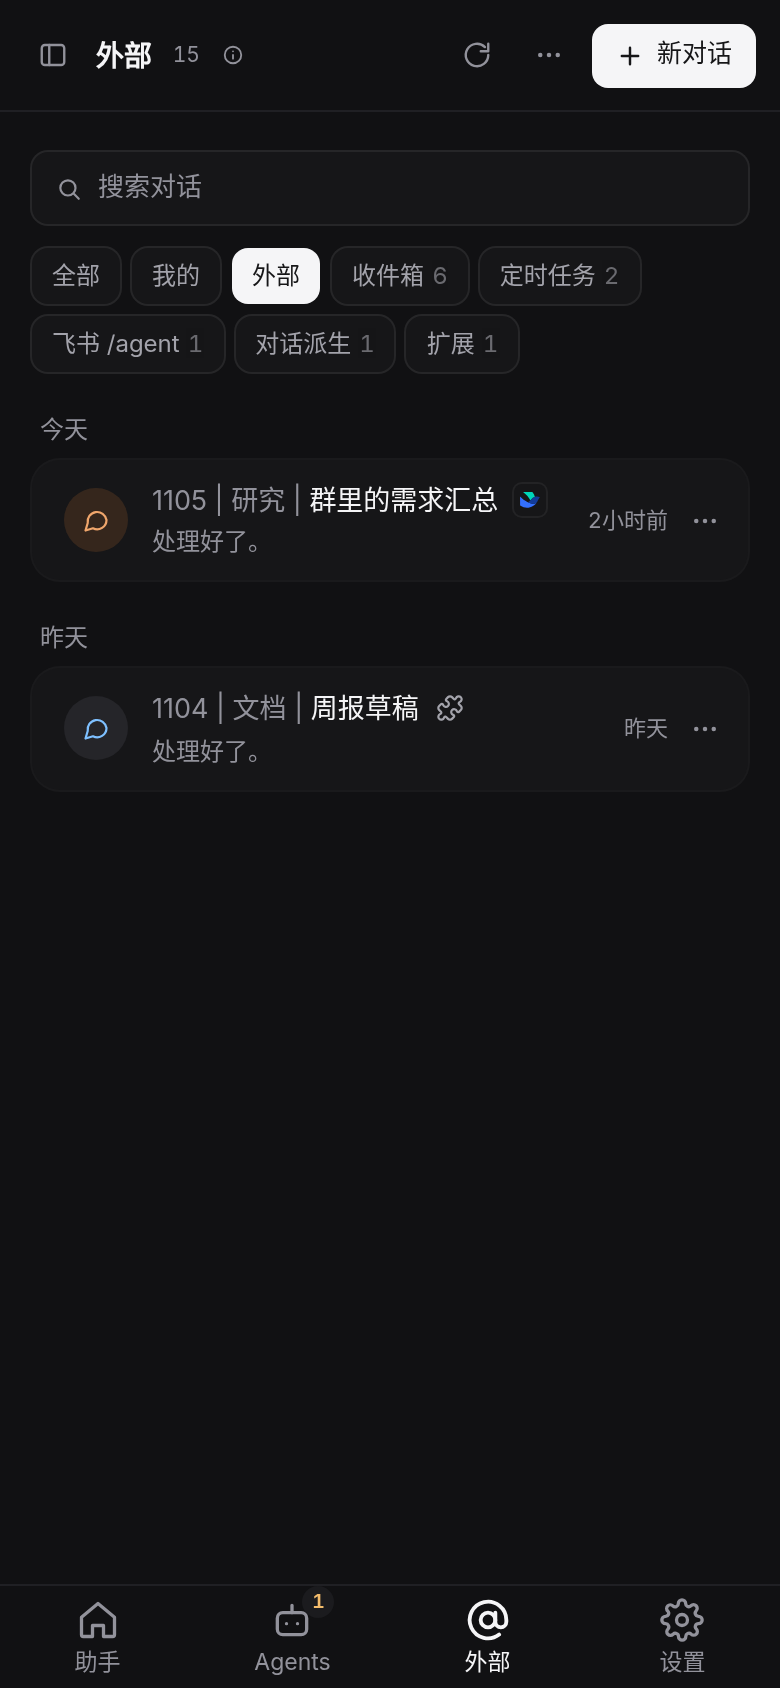 外部 15 新对话
搜索对话
全部 我的 外部 收件箱 6 定时任务 2
飞书 /agent 1 对话派生 1 扩展 1
今天
1105 | 研究 | 群里的需求汇总
处理好了。
2小时前
昨天
1104 | 文档 | 周报草稿
处理好了。
昨天
1
助手 Agents 外部 设置